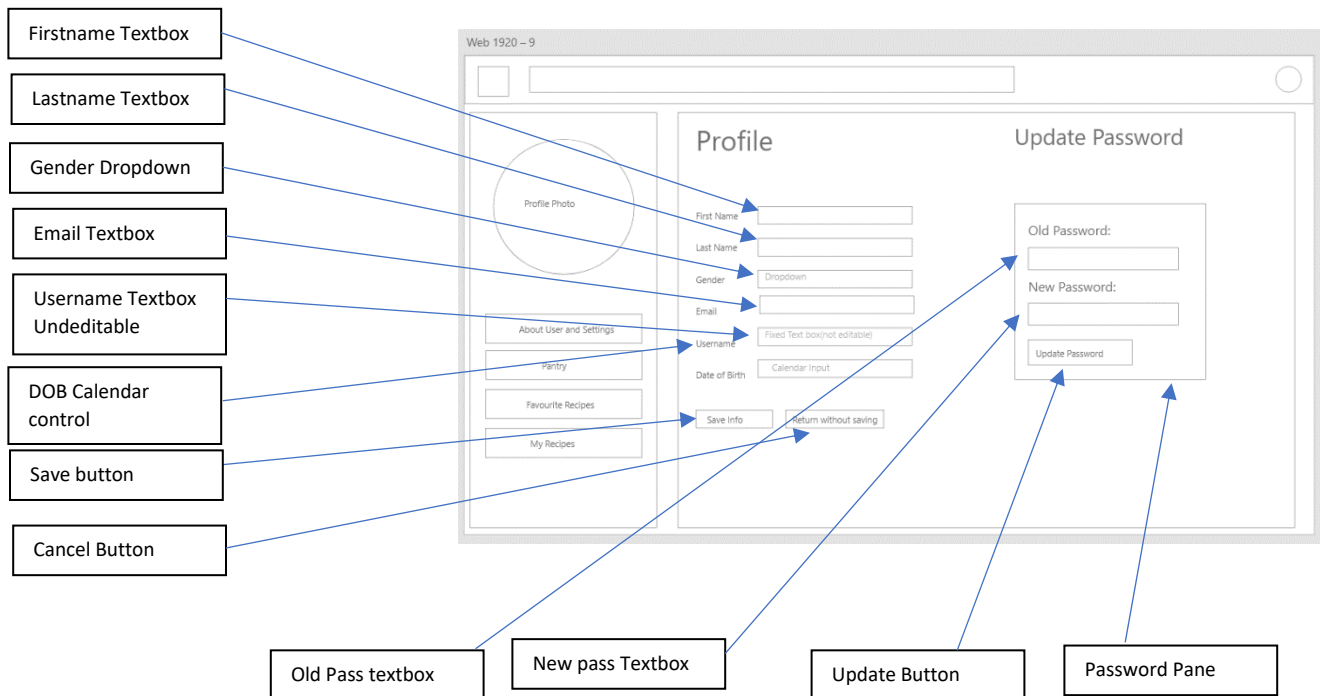 Firstname Textbox
Lastname Textbox
Gender Dropdown
Email Textbox
Username Textbox
Undeditable
DOB Calendar
control
Save button
Cancel Button
Web 1920 – 9
Profile Photo
About User and Settings
Pantry
Favourite Recipes
My Recipes
Profile
First Name
Last Name
Gender
Dropdown
Email
Username
Fixed Text box(not editable)
Date of Birth
Calendar Input
Save Info
Return without saving
Update Password
Old Password:
New Password:
Update Password
Old Pass textbox
New pass Textbox
Update Button
Password Pane